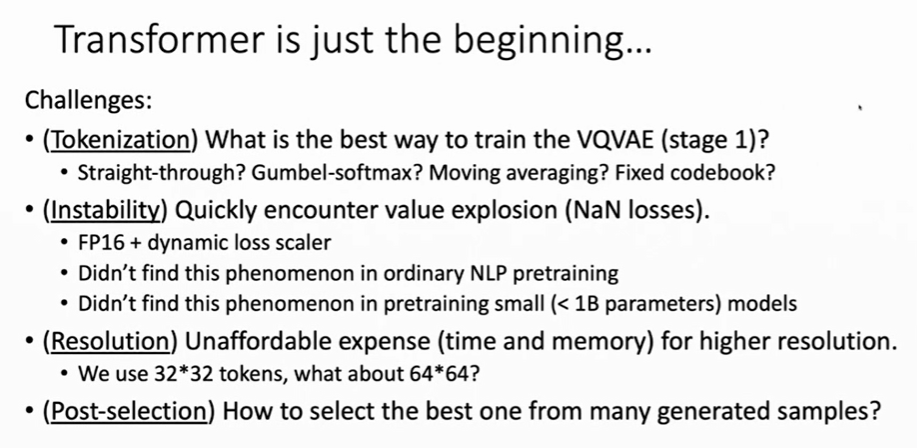 Transformer is just the beginning...
Challenges:
• (Tokenization) What is the best way to train the VQVAE (stage 1)?
• Straight-through? Gumbel-softmax? Moving averaging? Fixed codebook?
• (Instability) Quickly encounter value explosion (NaN losses).
• FP16 + dynamic loss scaler
• Didn't find this phenomenon in ordinary NLP pretraining
• Didn't find this phenomenon in pretraining small (< 1B parameters) models
• (Resolution) Unaffordable expense (time and memory) for higher resolution.
• We use 32*32 tokens, what about 64*64?
• (Post-selection) How to select the best one from many generated samples?